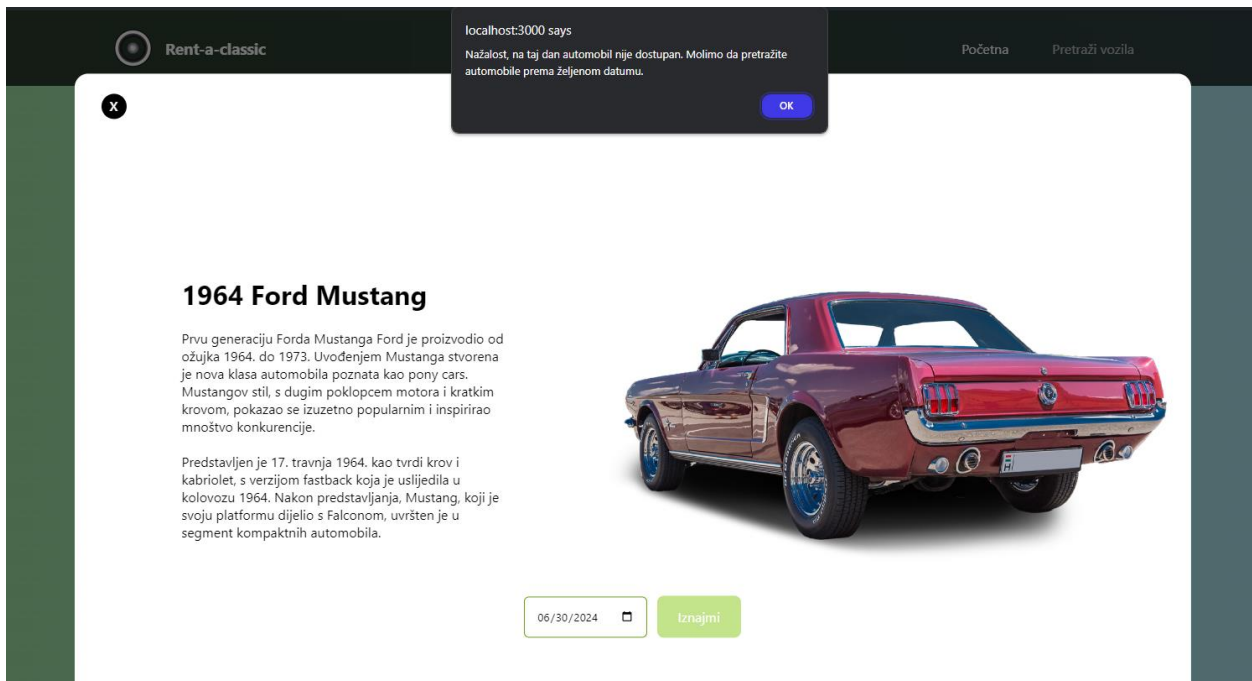 localhost:3000 says
Nažalost, na taj dan automobil nije dostupan. Molimo da pretražite
automobile prema željenom datumu.
OK
Rent-a-classic
Početna
Pretraži vozila
X
1964 Ford Mustang
Prvu generaciju Forda Mustanga Ford je proizvodio od
ožujka 1964. do 1973. Uvođenjem Mustanga stvorena
je nova klasa automobila poznata kao pony cars.
Mustangov stil, s dugim poklopcem motora i kratkim
krovom, pokazao se izuzetno popularnim i inspirirao
mnoštvo konkurencije.
Predstavljen je 17. travnja 1964. kao tvrdi krov i
kabriolet, s verzijom fastback koja je uslijedila u
kolovozu 1964. Nakon predstavljanja, Mustang, koji je
svoju platformu dijelio s Falconom, uvršten je u
segment kompaktnih automobila.
06/30/2024
Iznajmi